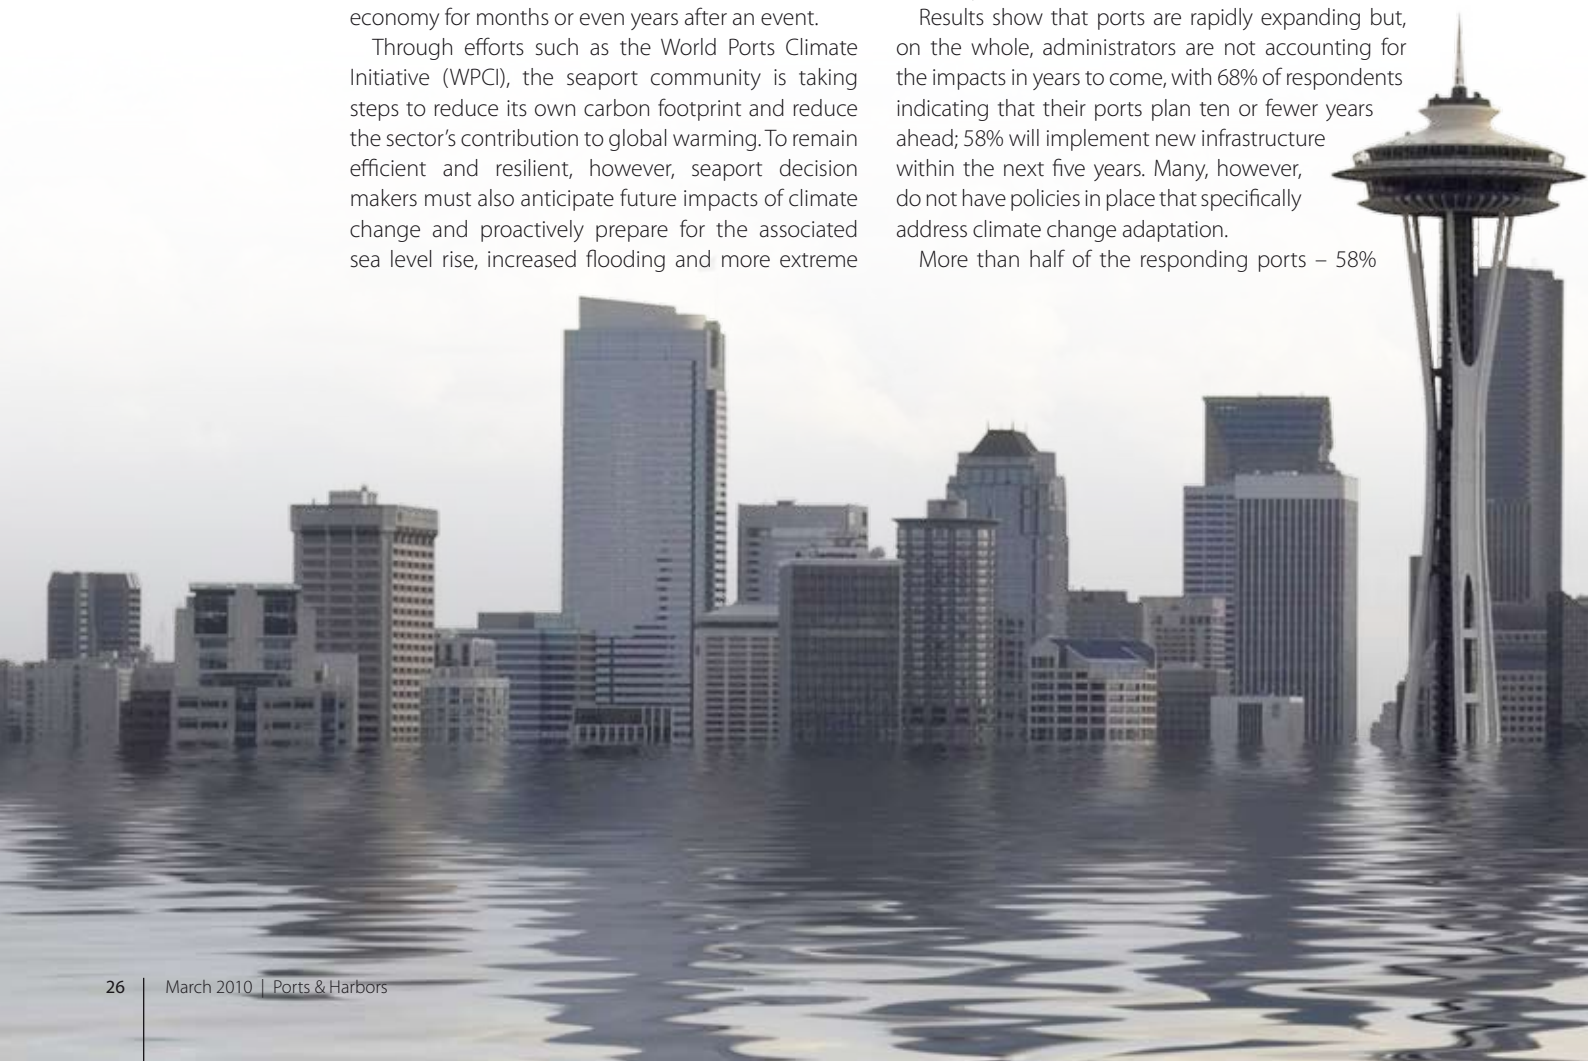 economy for months or even years after an event.
Through efforts such as the World Ports Climate
Initiative (WPCI), the seaport community is taking
steps to reduce its own carbon footprint and reduce
the sector's contribution to global warming. To remain
efficient and resilient, however, seaport decision
makers must also anticipate future impacts of climate
change and proactively prepare for the associated
sea level rise, increased flooding and more extreme
Results show that ports are rapidly expanding but,
on the whole, administrators are not accounting for
the impacts in years to come, with 68% of respondents
indicating that their ports plan ten or fewer years
ahead; 58% will implement new infrastructure
within the next five years. Many, however,
do not have policies in place that specifically
address climate change adaptation.
More than half of the responding ports – 58%
26 March 2010 | Ports & Harbors